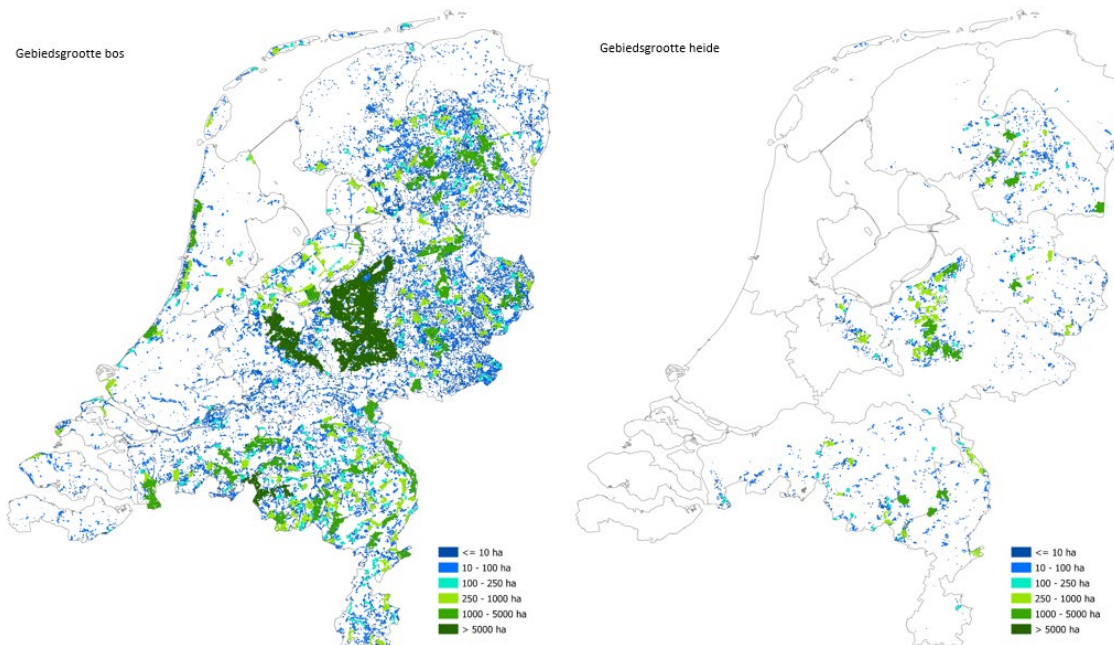 Gebiedsgrootte bos
<= 10 ha
10 - 100 ha
100 - 250 ha
250 - 1000 ha
1000 - 5000 ha
> 5000 ha
Gebiedsgrootte heide
<= 10 ha
10 - 100 ha
100 - 250 ha
250 - 1000 ha
1000 - 5000 ha
> 5000 ha